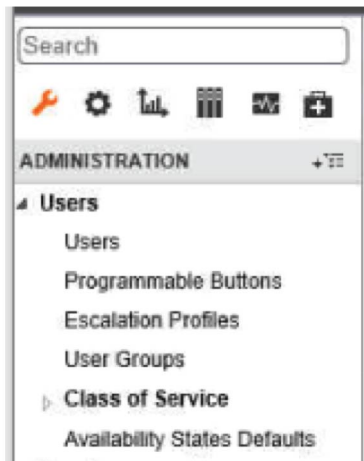 Search
ADMINISTRATION
Users
Users
Programmable Buttons
Escalation Profiles
User Groups
Class of Service
Availability States Defaults